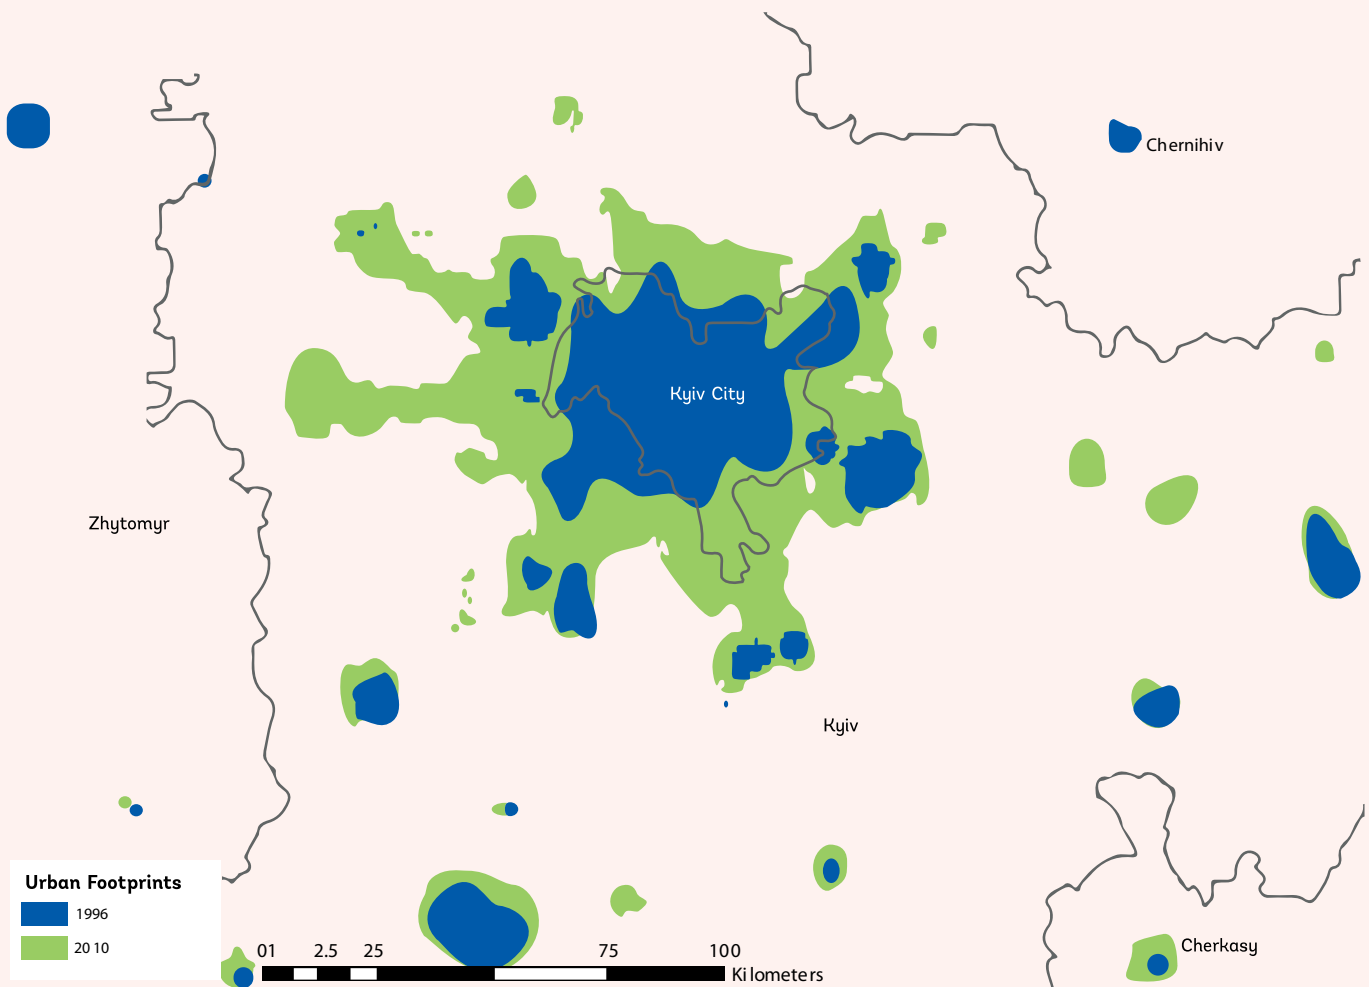 Chernihiv
Kyiv City
Zhytomyr
Kyiv
Urban Footprints
1996
20 10
Cherkasy
01 2.5 25 75 100
Kilometers